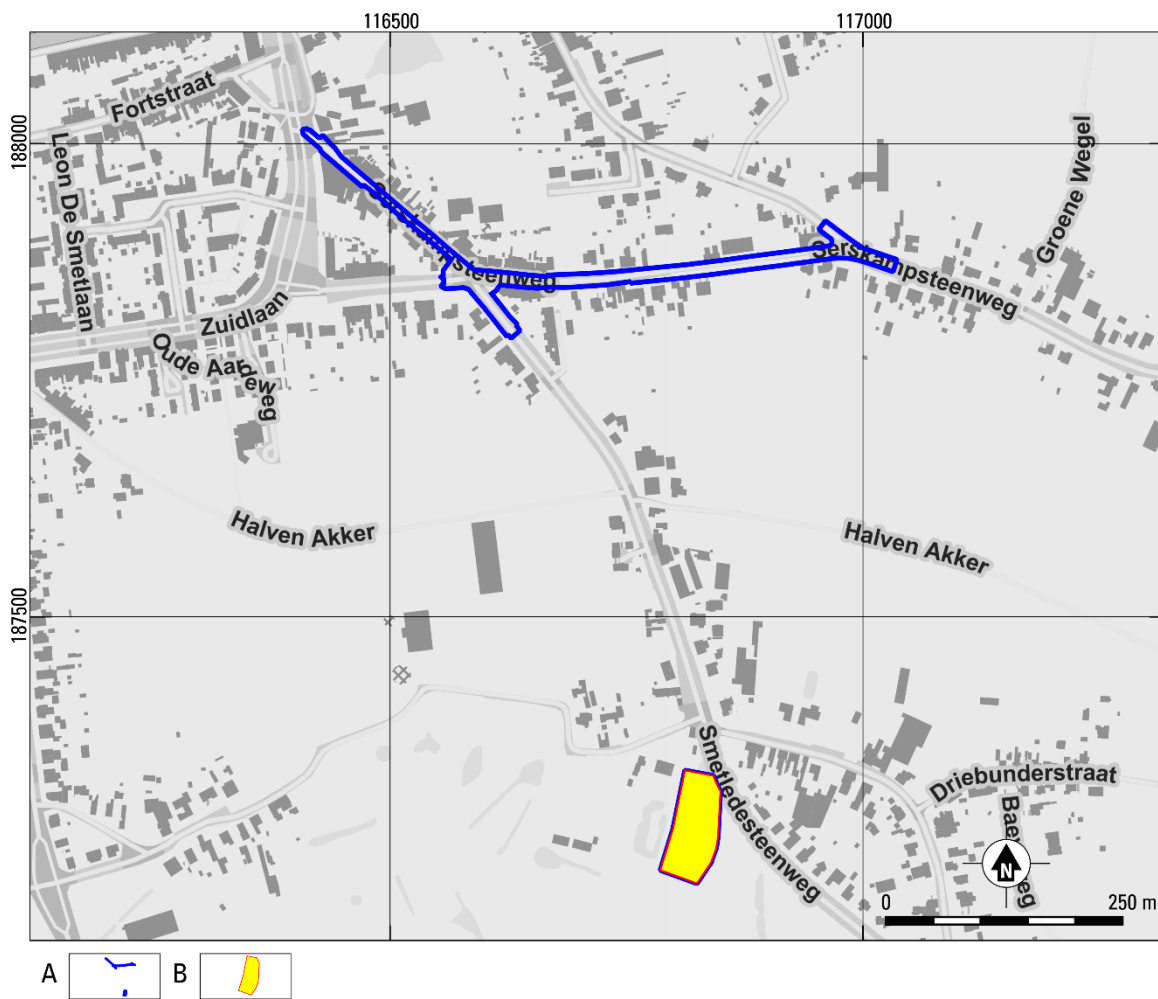 116500 117000
188000
187500
Fortstraat
Leon De Smetlaan
Groene Wegel
Serskampsteenweg
Zuidlaan
Oude Aardeweg
Halven Akker
Halven Akker
Smetledesteenweg
Driebunderstraat
N
0 250 m
A B